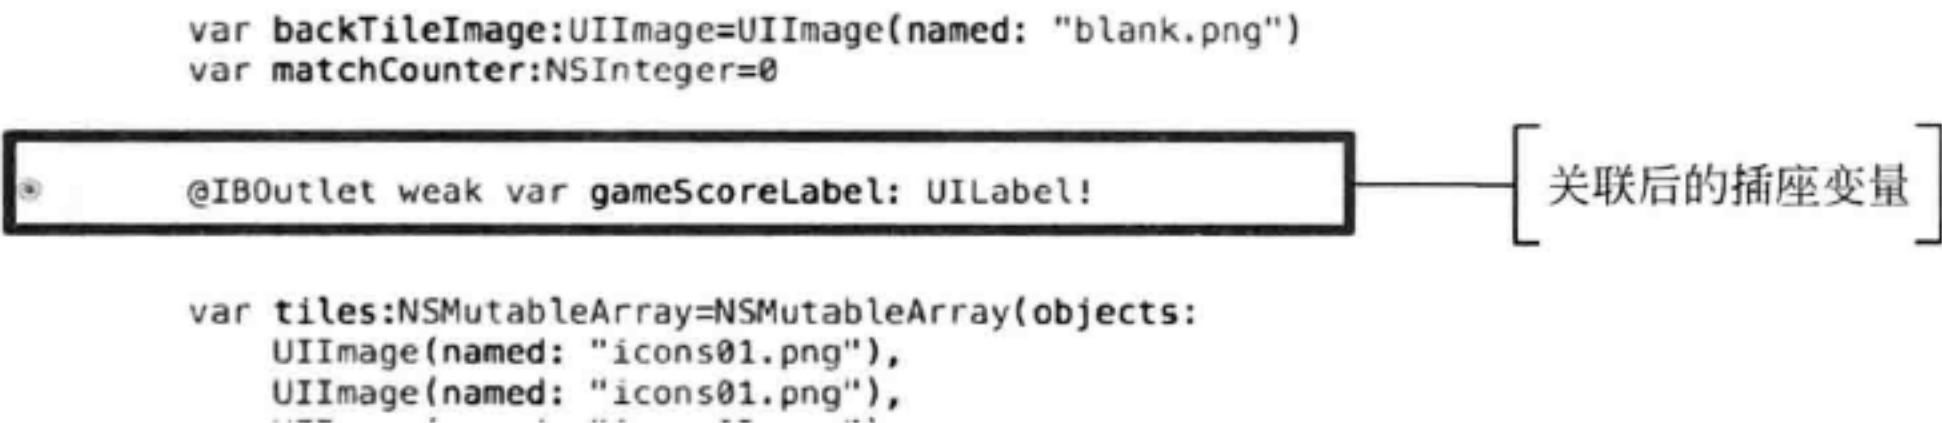 var backTileImage:UIImage=UIImage(named: "blank.png")
var matchCounter:NSInteger=0
@IBOutlet weak var gameScoreLabel: UILabel!
关联后的插座变量
var tiles:NSMutableArray=NSMutableArray(objects:
UIImage(named: "icons01.png"),
UIImage(named: "icons01.png"),